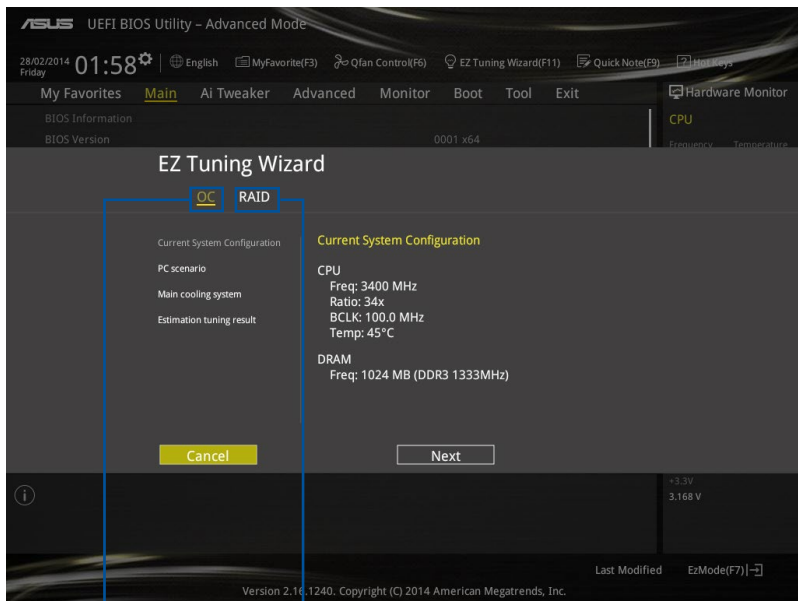 ASUS UEFI BIOS Utility – Advanced Mode
28/02/2014
Friday
01:58
English MyFavorite(F3) Qfan Control(F6) EZ Tuning Wizard(F11) Quick Note(F9) Hot Keys
My Favorites Main Ai Tweaker Advanced Monitor Boot Tool Exit
Hardware Monitor
BIOS Information
CPU
BIOS Version 0001 x64
Frequency Temperature
EZ Tuning Wizard
OC RAID
Current System Configuration
PC scenario
Main cooling system
Estimation tuning result
Current System Configuration
CPU
Freq: 3400 MHz
Ratio: 34x
BCLK: 100.0 MHz
Temp: 45°C
DRAM
Freq: 1024 MB (DDR3 1333MHz)
Cancel Next
+3.3V
3.168 V
Last Modified EzMode(F7)
Version 2.16.1240. Copyright (C) 2014 American Megatrends, Inc.